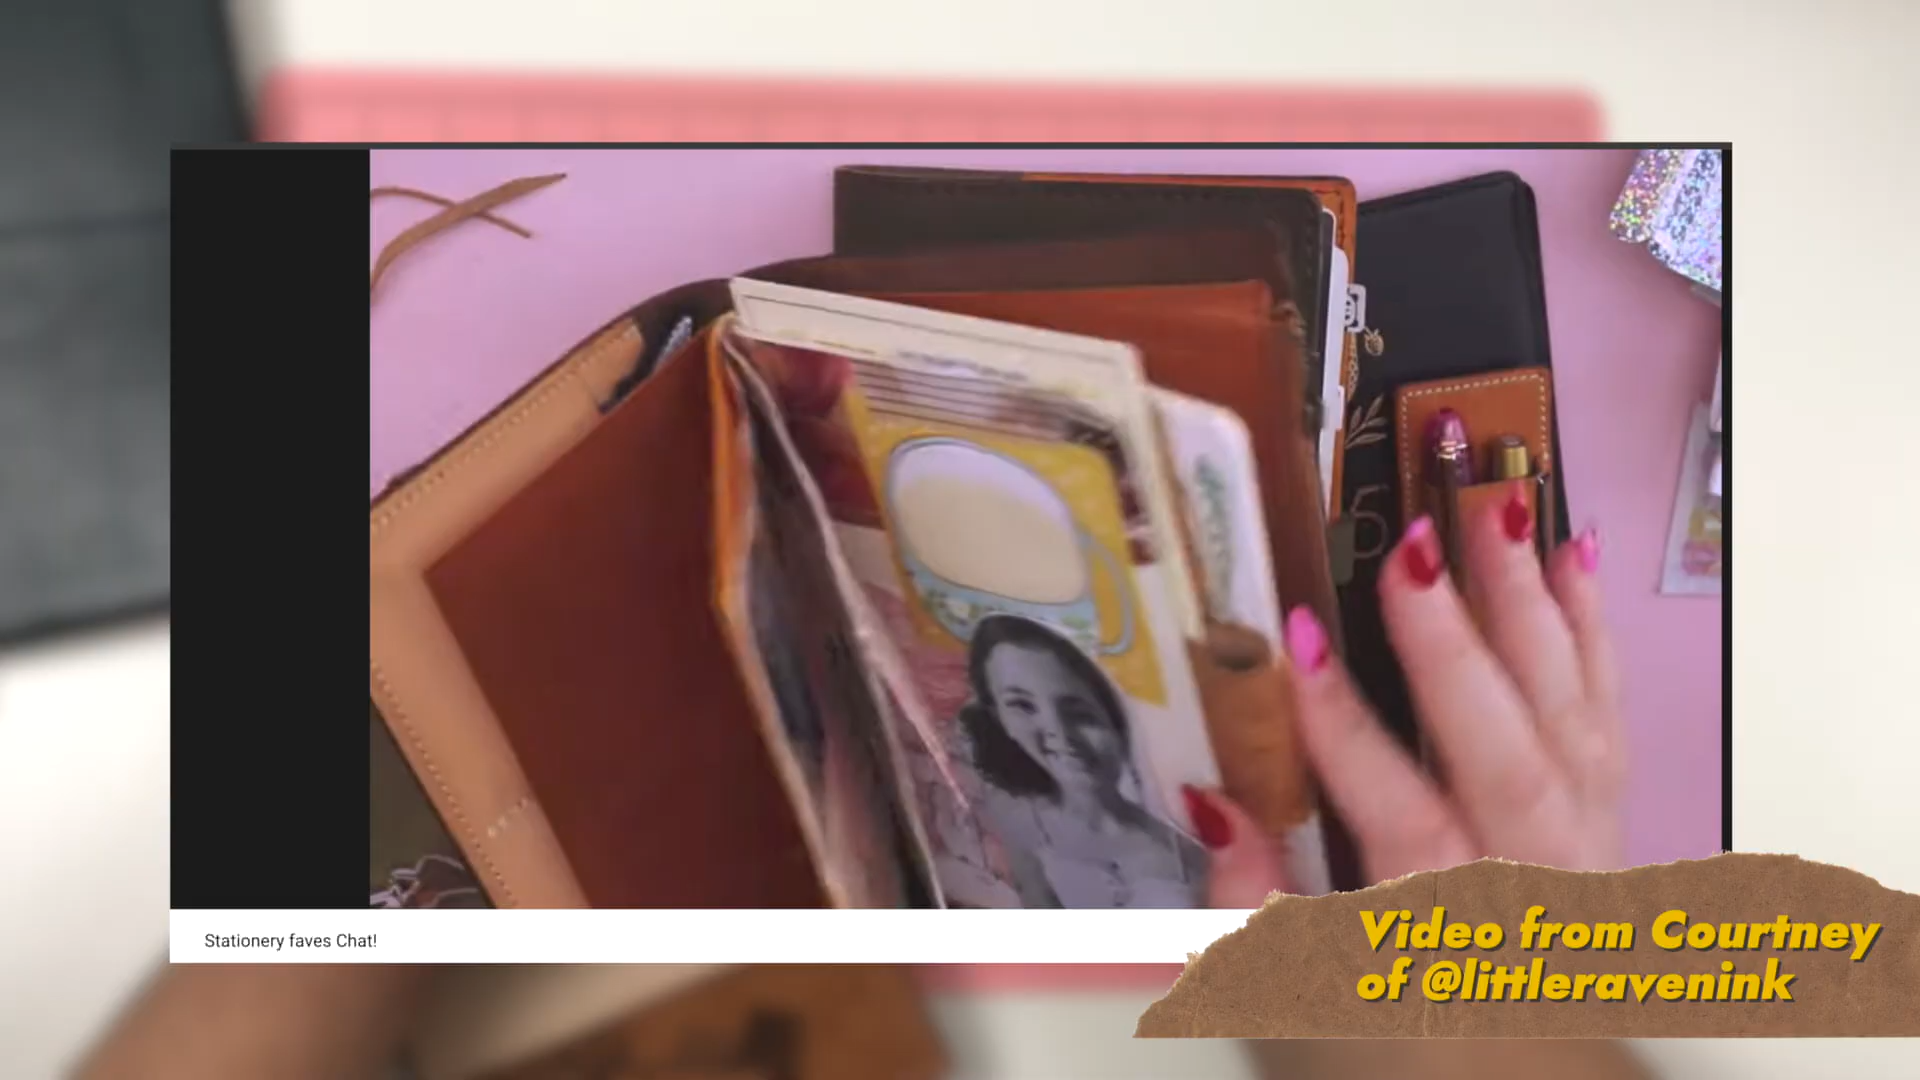 Stationery faves Chat!
Video from Courtney
of @littleravenink